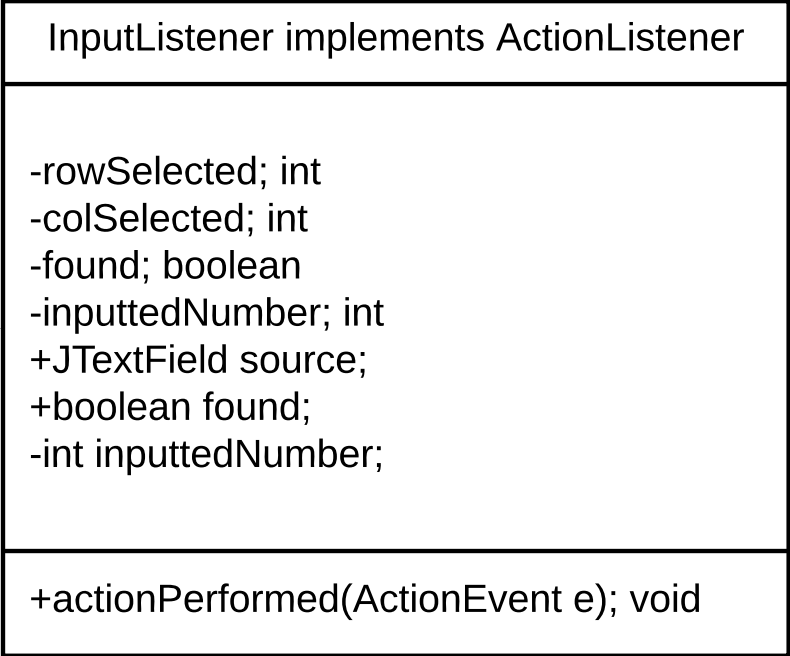 InputListener implements ActionListener
-rowSelected; int
-colSelected; int
-found; boolean
-inputtedNumber; int
+JTextField source;
+boolean found;
-int inputtedNumber;
+actionPerformed(ActionEvent e); void